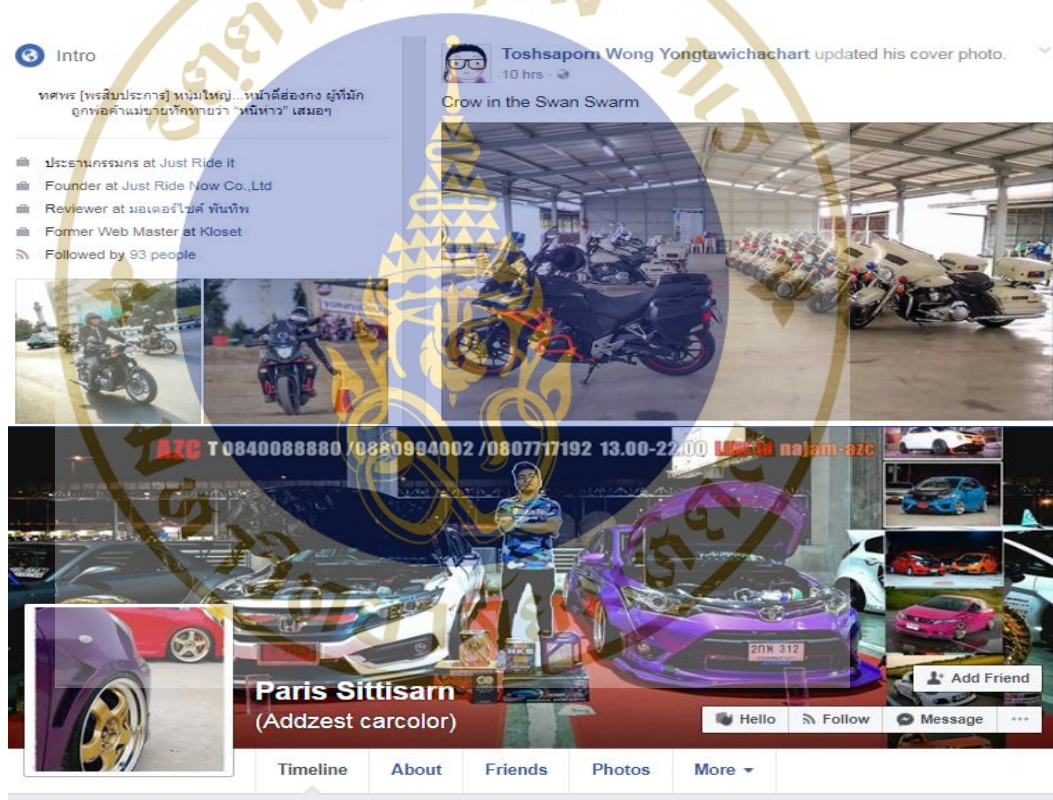 Intro
ทศพร [พรสิบประการ] หนุ่มใหญ่...หน้าตี๋ฮ่องกง ผู้ที่มัก
ถูกพ่อค้าแม่ขายทักทายว่า "หนีห่าว" เสมอๆ
ประธานกรรมกร at Just Ride it
Founder at Just Ride Now Co.,Ltd
Reviewer at มอเตอร์ไซค์ พันทิพ
Former Web Master at Kloset
Followed by 93 people
Toshsaporn Wong Yongtawichachart updated his cover photo.
10 hrs ·
Crow in the Swan Swarm
AZC T 0840088880 /0880994002 /0807717192 13.00-22.00 LINE id najam-azc
HKS
2กพ 312
Paris Sittisarn
(Addzest carcolor)
Add Friend
Hello Follow Message ...
Timeline About Friends Photos More